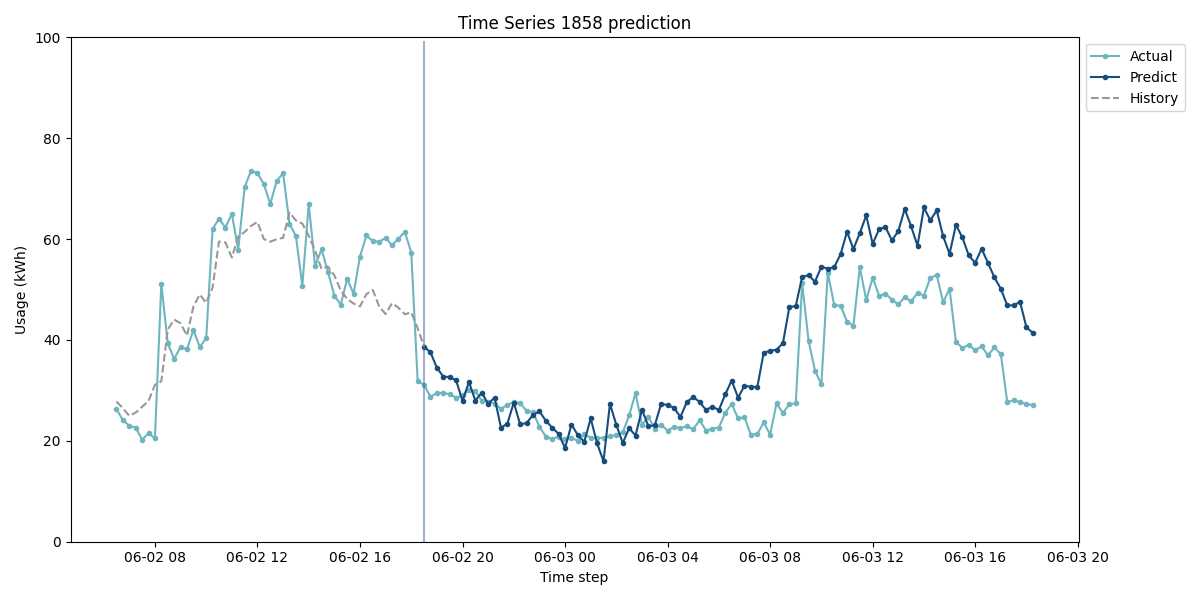 Time Series 1858 prediction
100
80
60
40
20
0
Usage (kWh)
06-02 08
06-02 12
06-02 16
06-02 20
06-03 00
06-03 04
06-03 08
06-03 12
06-03 16
06-03 20
Time step
Actual
Predict
History